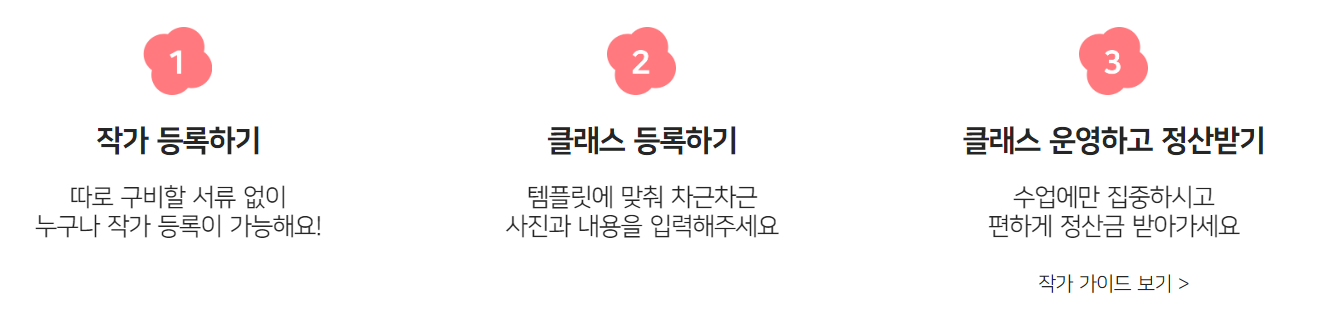 1
작가 등록하기
따로 구비할 서류 없이
누구나 작가 등록이 가능해요!
2
클래스 등록하기
템플릿에 맞춰 차근차근
사진과 내용을 입력해주세요
3
클래스 운영하고 정산받기
수업에만 집중하시고
편하게 정산금 받아가세요
작가 가이드 보기 >